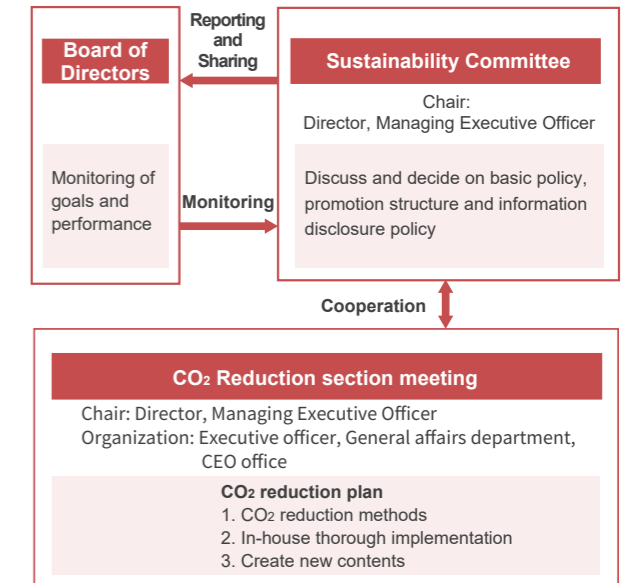 Board of
Directors
Monitoring of
goals and
performance
Reporting
and
Sharing
Monitoring
Sustainability Committee
Chair:
Director, Managing Executive Officer
Discuss and decide on basic policy,
promotion structure and information
disclosure policy
Cooperation
CO₂ Reduction section meeting
Chair: Director, Managing Executive Officer
Organization: Executive officer, General affairs department,
CEO office
CO₂ reduction plan
1. CO₂ reduction methods
2. In-house thorough implementation
3. Create new contents